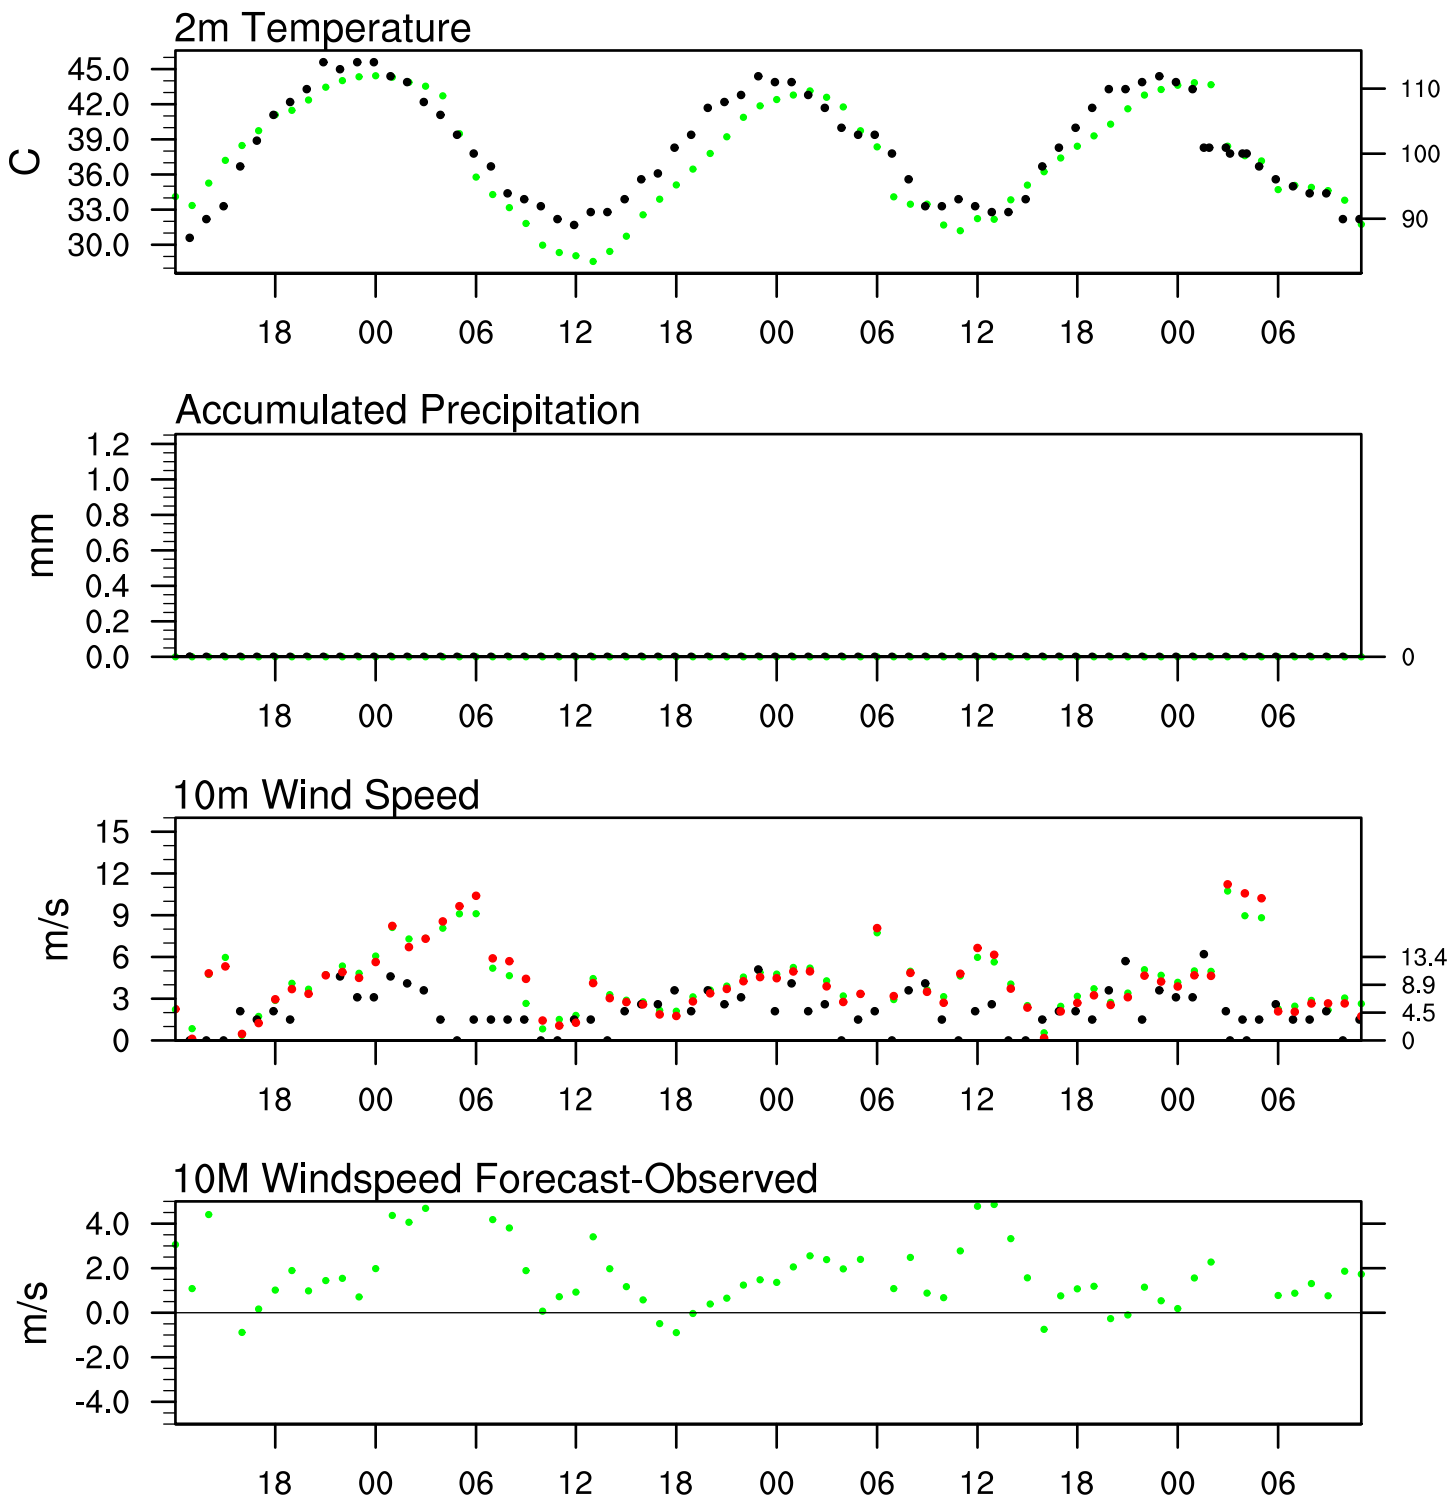 2m Temperature
45.0
42.0
39.0
36.0
33.0
30.0
C
110
100
90
18 00 06 12 18 00 06 12 18 00 06
Accumulated Precipitation
1.2
1.0
0.8
0.6
0.4
0.2
0.0
mm
0
18 00 06 12 18 00 06 12 18 00 06
10m Wind Speed
15
12
9
6
3
0
m/s
13.4
8.9
4.5
0
18 00 06 12 18 00 06 12 18 00 06
10M Windspeed Forecast-Observed
4.0
2.0
0.0
-2.0
-4.0
m/s
18 00 06 12 18 00 06 12 18 00 06